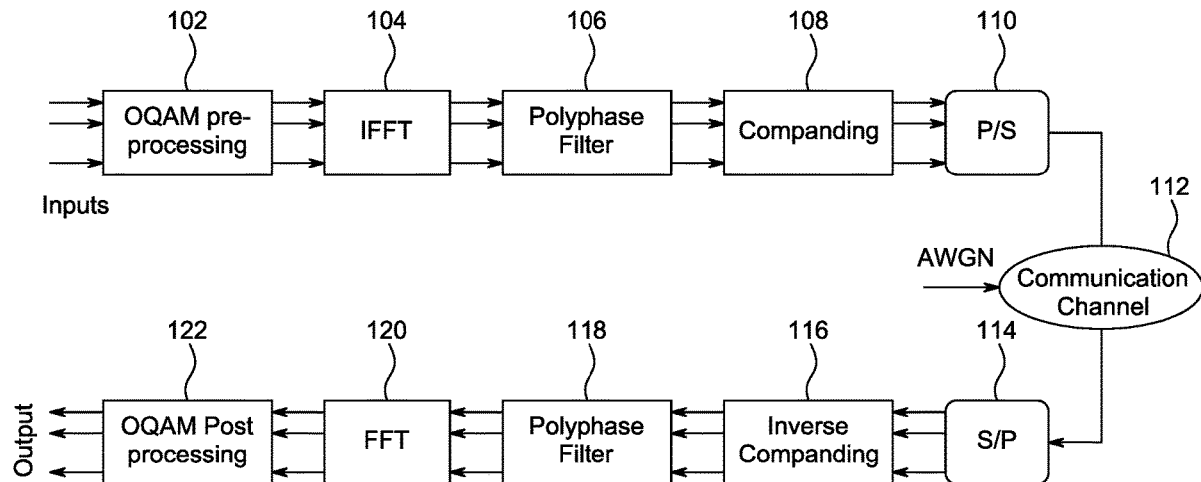 102
104
106
108
110
OQAM pre-
processing
IFFT
Polyphase
Filter
Companding
P/S
Inputs
112
AWGN
Communication
Channel
122
120
118
116
114
Output
OQAM Post
processing
FFT
Polyphase
Filter
Inverse
Companding
S/P